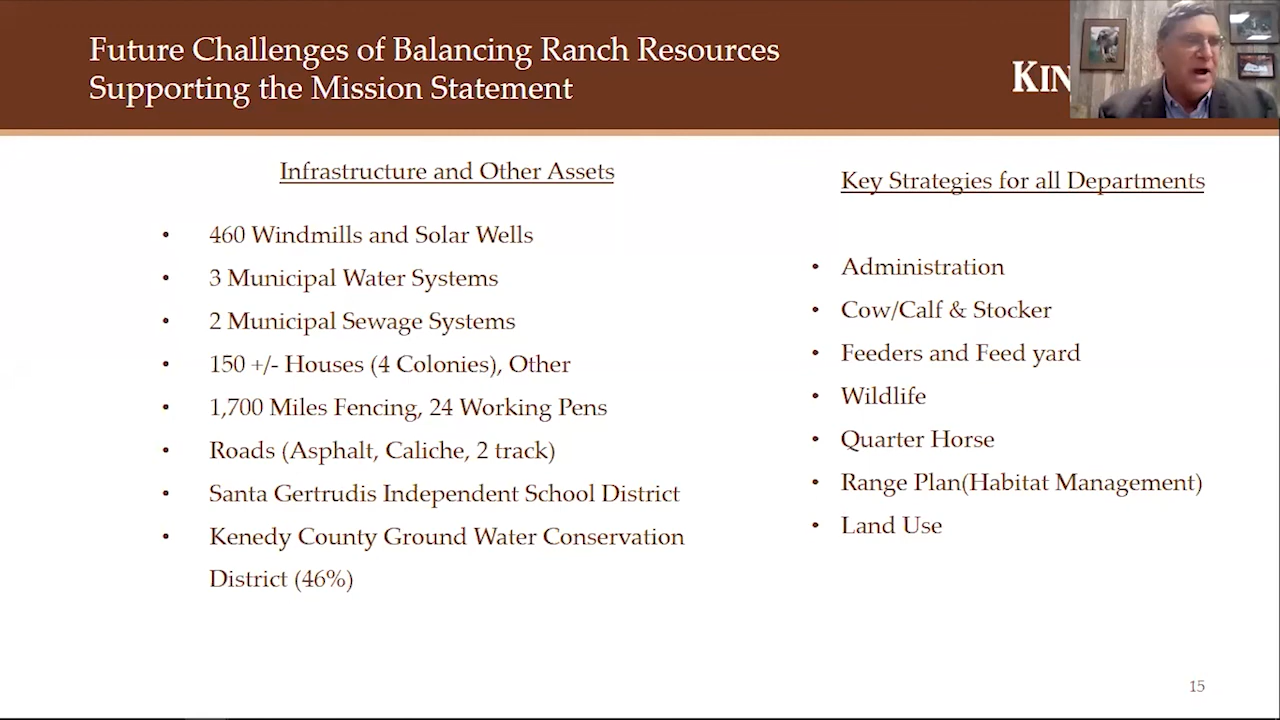 Future Challenges of Balancing Ranch Resources
Supporting the Mission Statement
Infrastructure and Other Assets
• 460 Windmills and Solar Wells
• 3 Municipal Water Systems
• 2 Municipal Sewage Systems
• 150 +/- Houses (4 Colonies), Other
• 1,700 Miles Fencing, 24 Working Pens
• Roads (Asphalt, Caliche, 2 track)
• Santa Gertrudis Independent School District
• Kenedy County Ground Water Conservation
District (46%)
Key Strategies for all Departments
• Administration
• Cow/Calf & Stocker
• Feeders and Feed yard
• Wildlife
• Quarter Horse
• Range Plan(Habitat Management)
• Land Use
15